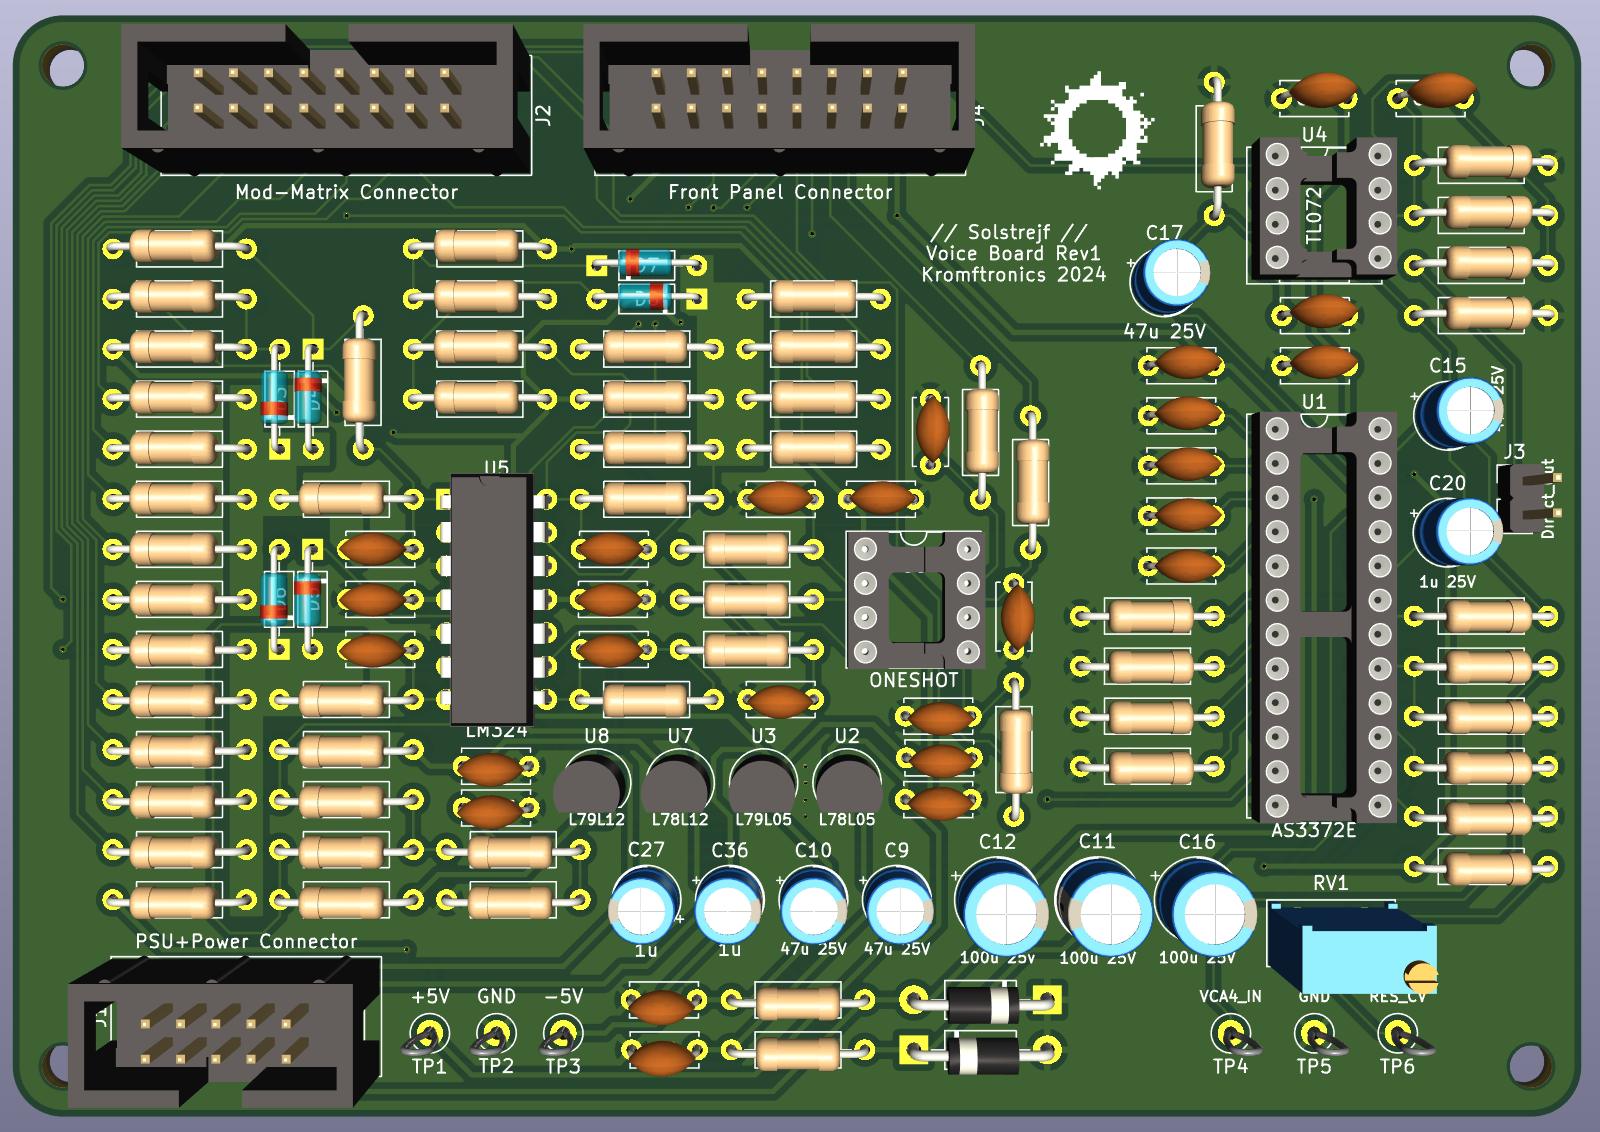 J2
J4
Mod-Matrix Connector
Front Panel Connector
U4
TL072
// Solstrejf //
Voice Board Rev1
Kromftronics 2024
C17
+
47u 25V
D7
C15
+
25V
U1
J3
U5
C20
+
1u 25V
D6
ONESHOT
LM324
U8
U7
U3
U2
L79L12
L78L12
L79L05
L78L05
AS3372E
C27
C36
C10
C9
C12
C11
C16
RV1
+
+
+
+
+
+
+
1u
1u
47u 25V
47u 25V
100u 25V
100u 25V
100u 25V
PSU+Power Connector
J1
+5V
GND
-5V
VCA4_IN
GND
RES_CV
TP1
TP2
TP3
TP4
TP5
TP6